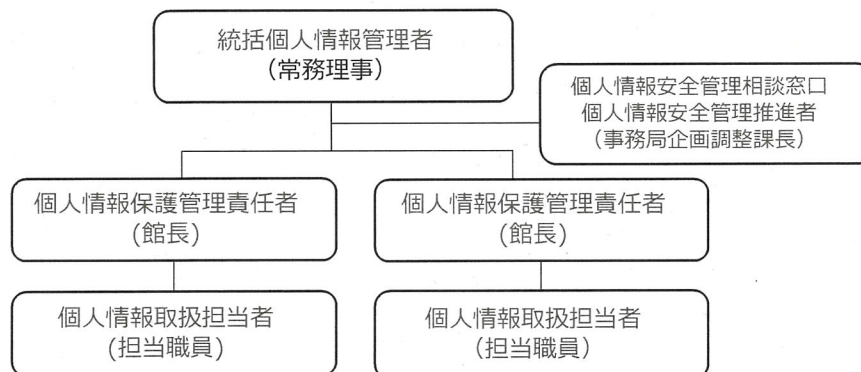 統括個人情報管理者
（常務理事）
個人情報安全管理相談窓口
個人情報安全管理推進者
（事務局企画調整課長）
個人情報保護管理責任者
(館長)
個人情報保護管理責任者
(館長)
個人情報取扱担当者
(担当職員)
個人情報取扱担当者
(担当職員）